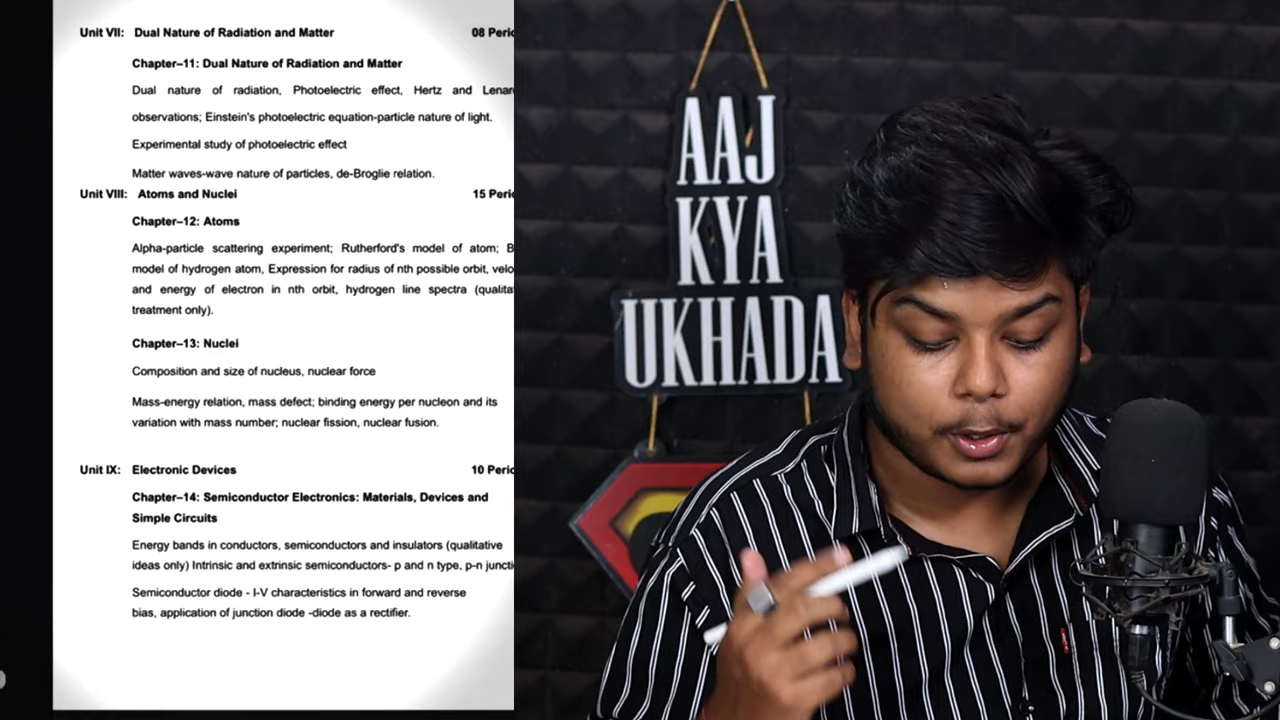 Unit VII: Dual Nature of Radiation and Matter 08
Chapter–11: Dual Nature of Radiation and Matter
Dual nature of radiation, Photoelectric effect, Hertz and
observations; Einstein's photoelectric equation-particle nature of light.
Experimental study of photoelectric effect
Matter waves-wave nature of particles, de-Broglie relation.
Unit VIII: Atoms and Nuclei 15
Chapter–12: Atoms
Alpha-particle scattering experiment; Rutherford's model of atom;
model of hydrogen atom, Expression for radius of nth possible orbit,
and energy of electron in nth orbit, hydrogen line spectra
treatment only).
Chapter–13: Nuclei
Composition and size of nucleus, nuclear force
Mass-energy relation, mass defect; binding energy per nucleon and its
variation with mass number; nuclear fission, nuclear fusion.
Unit IX: Electronic Devices 10
Chapter–14: Semiconductor Electronics: Materials, Devices and
Simple Circuits
Energy bands in conductors, semiconductors and insulators (qualitative
ideas only) Intrinsic and extrinsic semiconductors- p and n type, p-n
Semiconductor diode - I-V characteristics in forward and reverse
bias, application of junction diode -diode as a rectifier.
AAJ
KYA
UKHADA